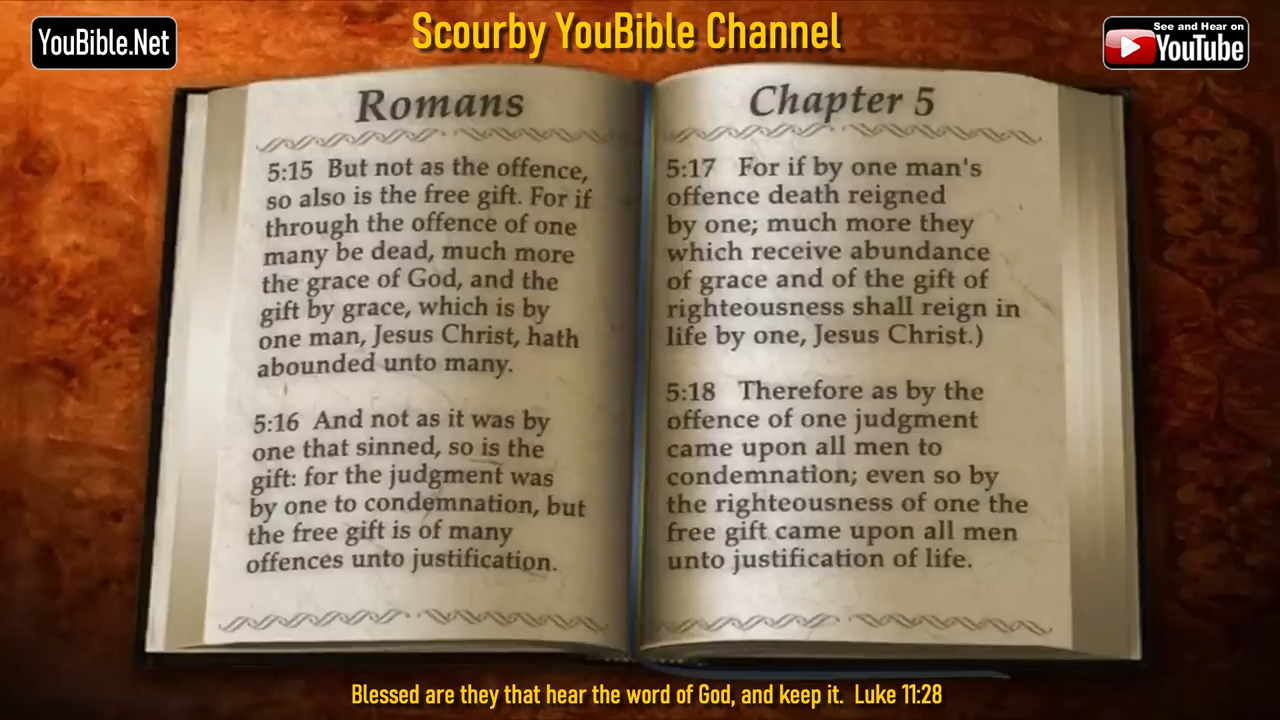 YouBible.Net
Scourby YouBible Channel
See and Hear on
YouTube
Romans
5:15 But not as the offence,
so also is the free gift. For if
through the offence of one
many be dead, much more
the grace of God, and the
gift by grace, which is by
one man, Jesus Christ, hath
abounded unto many.
5:16 And not as it was by
one that sinned, so is the
gift: for the judgment was
by one to condemnation, but
the free gift is of many
offences unto justification.
Chapter 5
5:17 For if by one man's
offence death reigned
by one; much more they
which receive abundance
of grace and of the gift of
righteousness shall reign in
life by one, Jesus Christ.)
5:18 Therefore as by the
offence of one judgment
came upon all men to
condemnation; even so by
the righteousness of one the
free gift came upon all men
unto justification of life.
Blessed are they that hear the word of God, and keep it. Luke 11:28